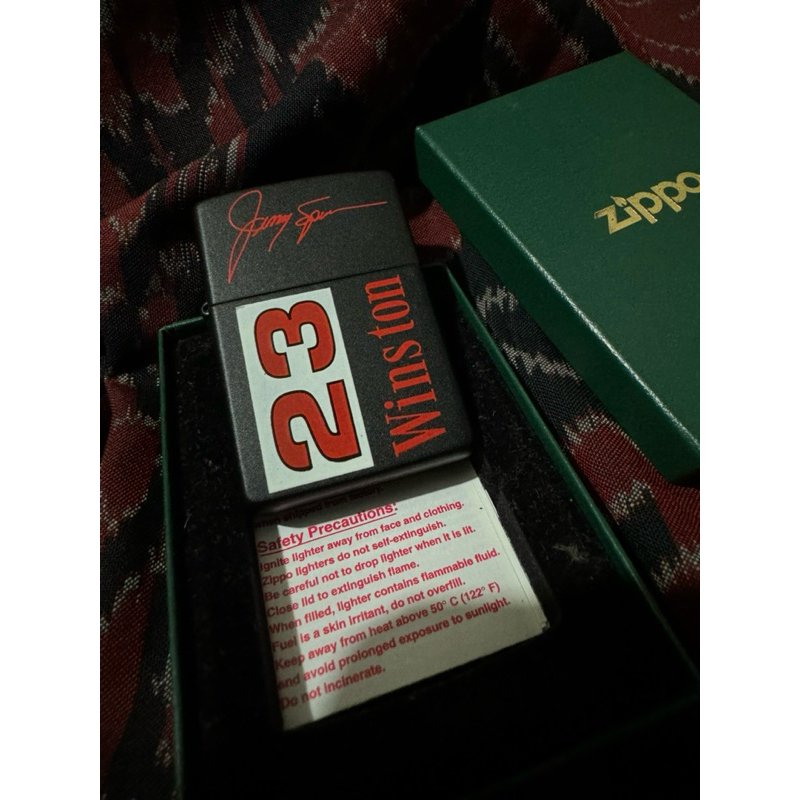 zippo
Jimmy Spencer
23
Winston
Safety Precautions:
Ignite lighter away from face and clothing.
Zippo lighters do not self-extinguish.
Be careful not to drop lighter when it is lit.
Close lid to extinguish flame.
When filled, lighter contains flammable fluid.
Fuel is a skin irritant, do not overfill.
Keep away from heat above 50° C (122° F)
and avoid prolonged exposure to sunlight.
Do not incinerate.